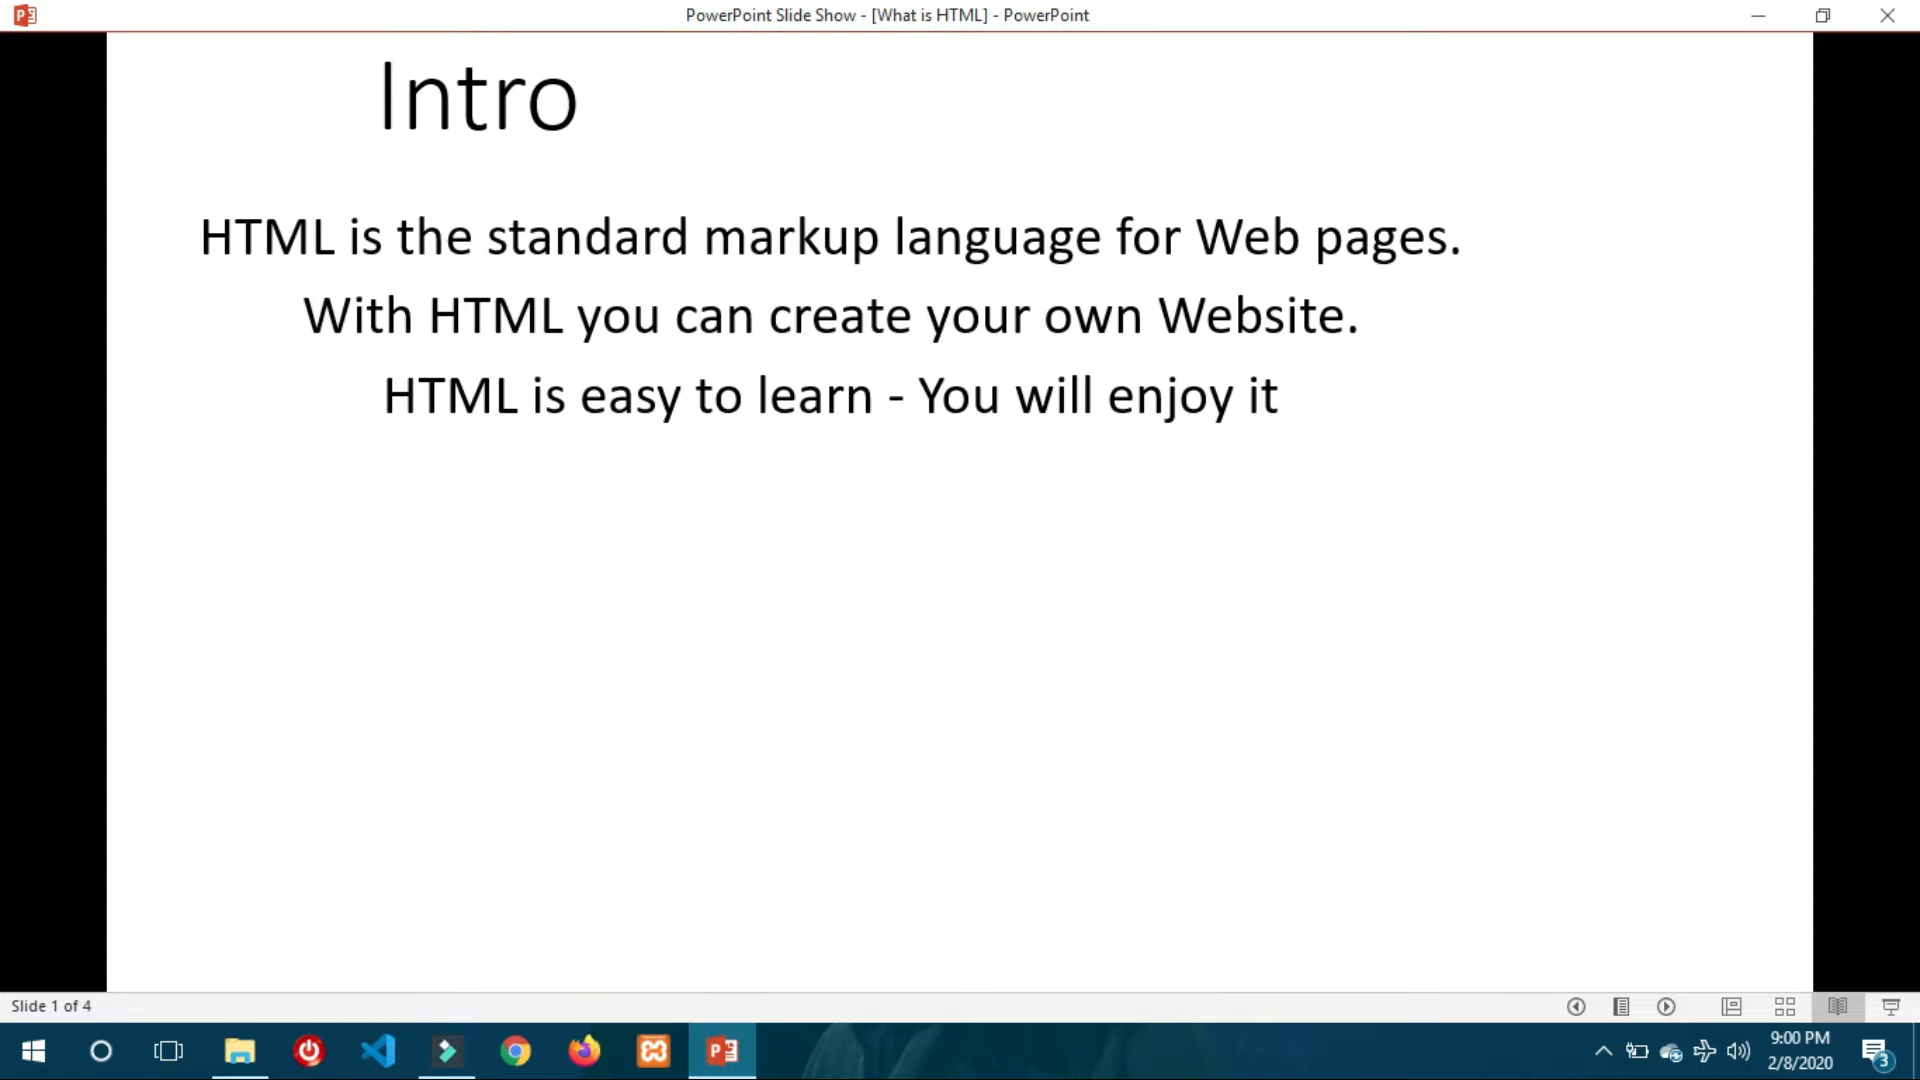 PowerPoint Slide Show - [What is HTML] - PowerPoint
Intro
HTML is the standard markup language for Web pages.
With HTML you can create your own Website.
HTML is easy to learn - You will enjoy it
Slide 1 of 4
9:00 PM
2/8/2020
3